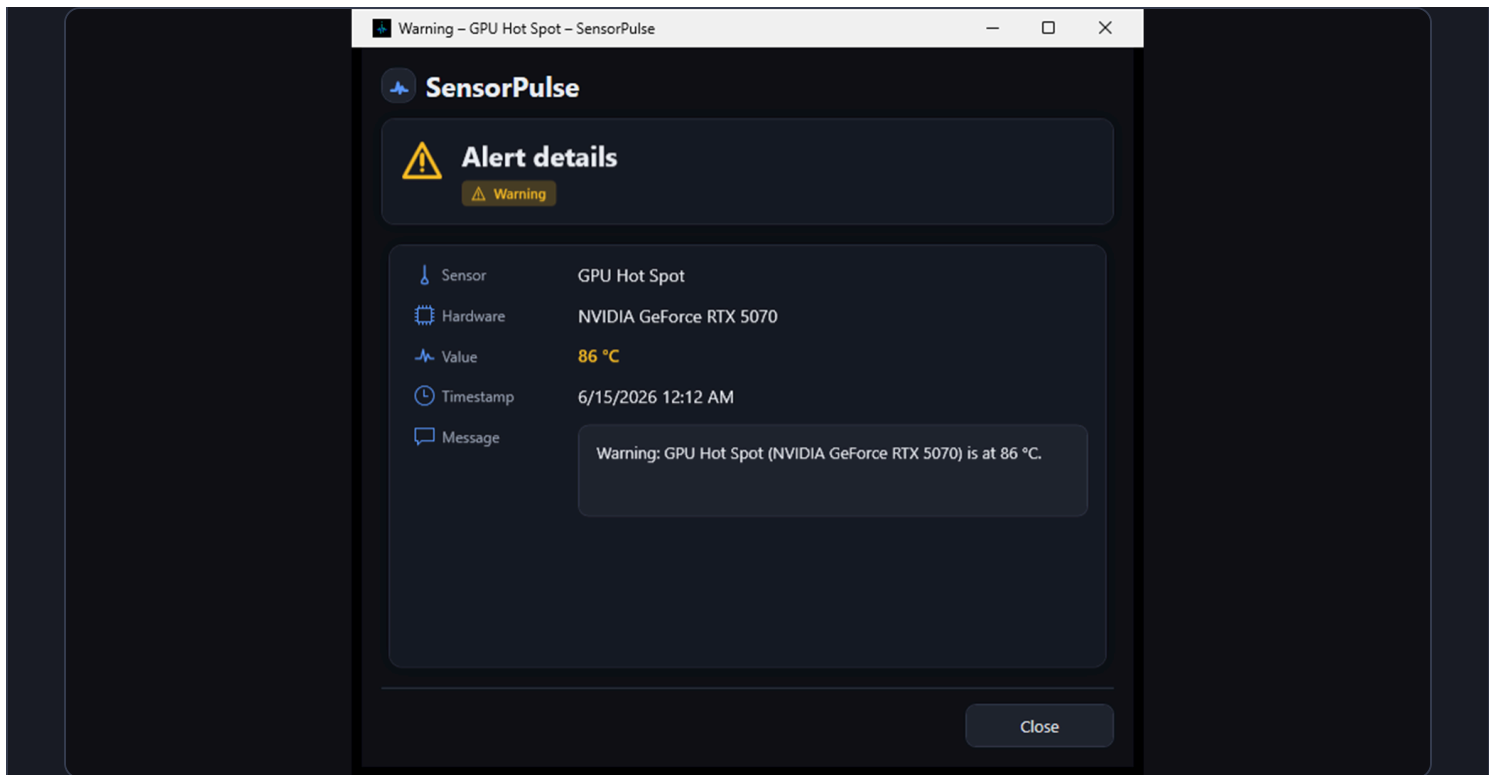 Warning – GPU Hot Spot – SensorPulse
SensorPulse
Alert details
Warning
Sensor GPU Hot Spot
Hardware NVIDIA GeForce RTX 5070
Value 86 °C
Timestamp 6/15/2026 12:12 AM
Message Warning: GPU Hot Spot (NVIDIA GeForce RTX 5070) is at 86 °C.
Close